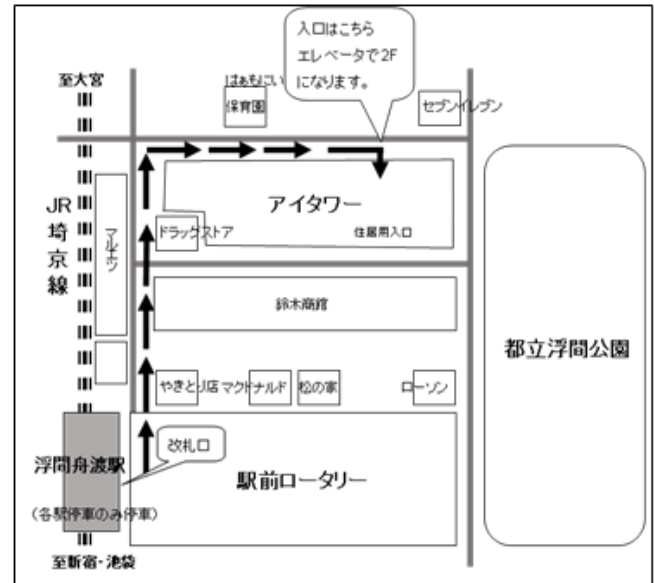 入口はこちら
エレベータで2F
になります。
至大宮
はぁもにい
保育園
セブンイレブン
JR埼京線
マルエツ
アイタワー
ドラッグストア
住居用入口
鈴木商館
都立浮間公園
やきとり店
マクドナルド
松の家
ローソン
改札口
浮間舟渡駅
(各駅停車のみ停車)
駅前ロータリー
至新宿・池袋